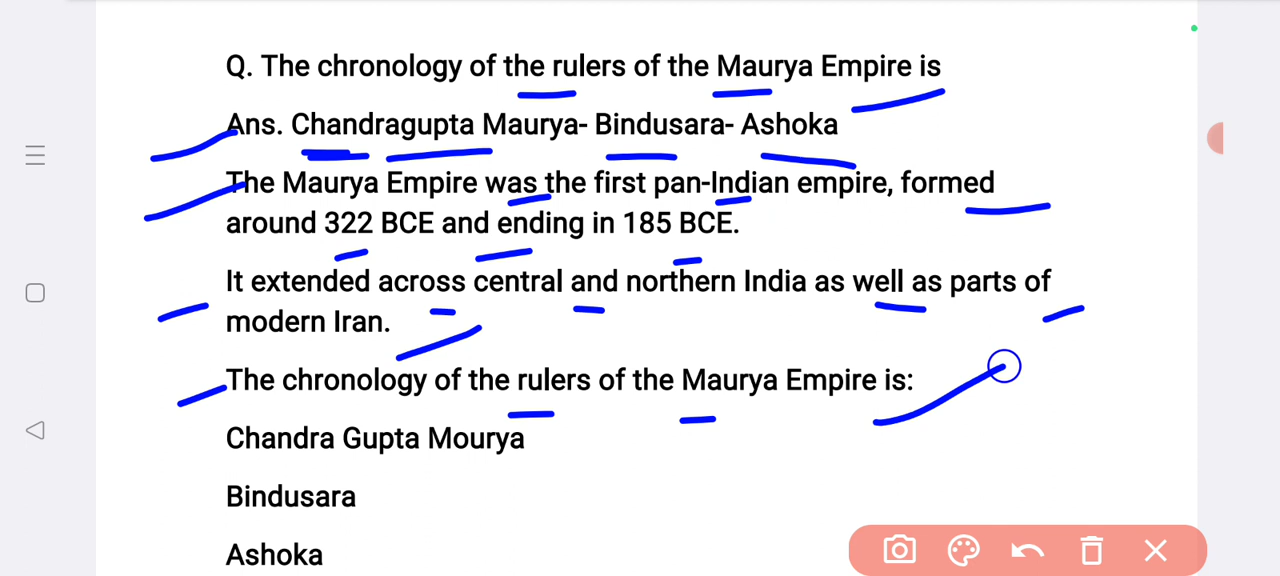 Q. The chronology of the rulers of the Maurya Empire is
Ans. Chandragupta Maurya- Bindusara- Ashoka
The Maurya Empire was the first pan-Indian empire, formed
around 322 BCE and ending in 185 BCE.
It extended across central and northern India as well as parts of
modern Iran.
The chronology of the rulers of the Maurya Empire is:
Chandra Gupta Mourya
Bindusara
Ashoka